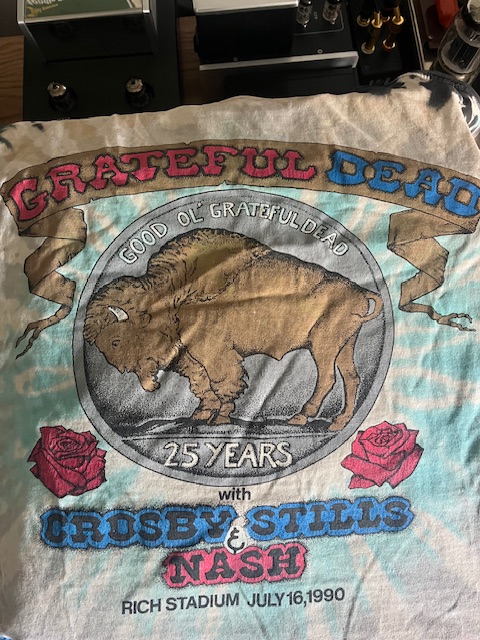 GRATEFUL DEAD
GOOD OL' GRATEFUL DEAD
25 YEARS
with
CROSBY STILLS
&
NASH
RICH STADIUM JULY 16, 1990